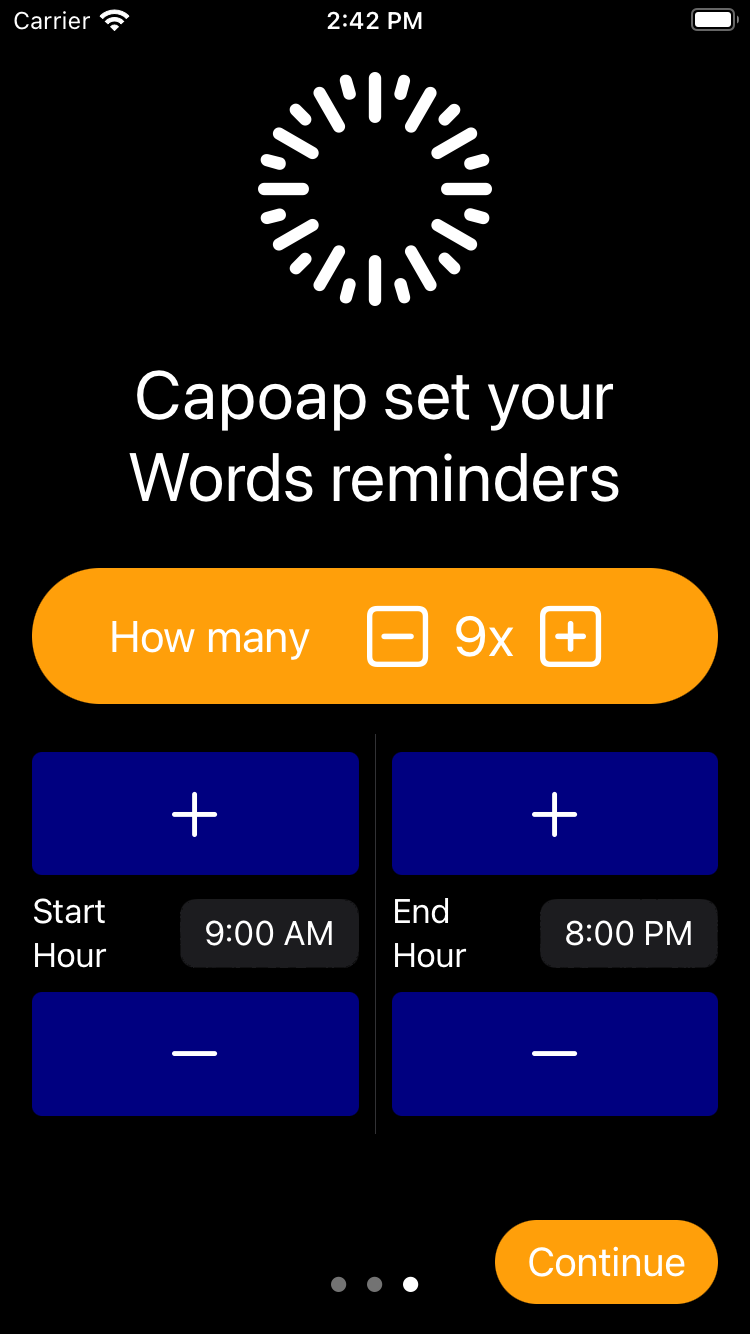 Carrier 2:42 PM
Capoap set your
Words reminders
How many 9x
Start
Hour
9:00 AM
End
Hour
8:00 PM
Continue